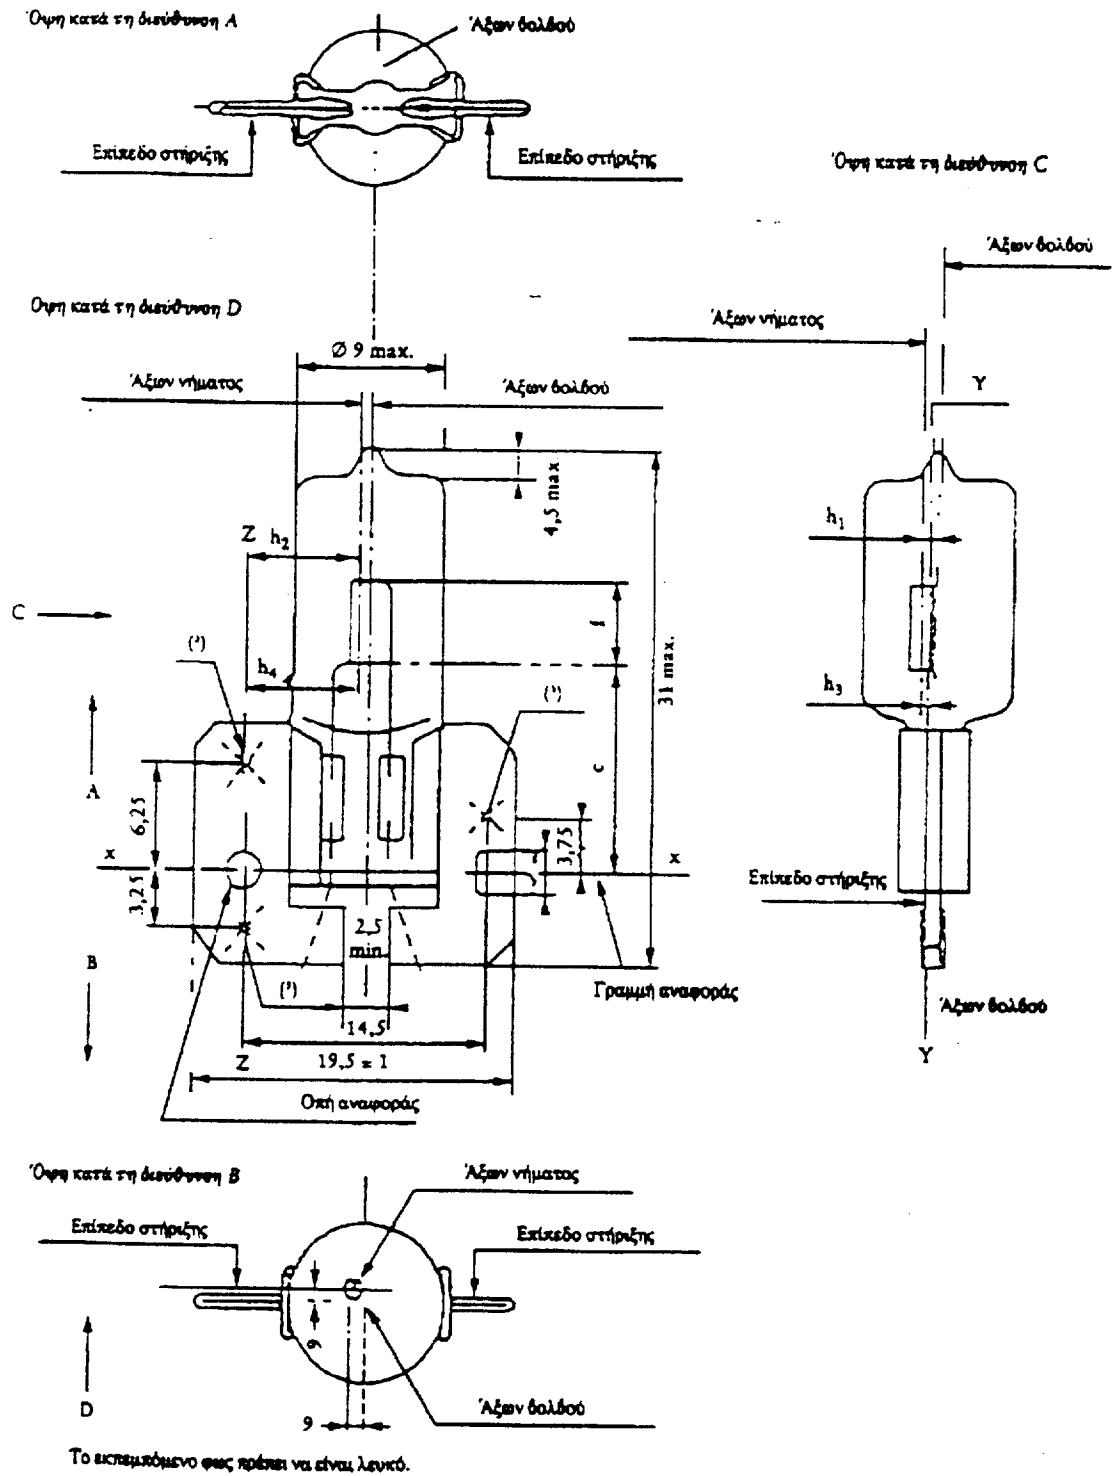 Όψη κατά τη διεύθυνση A
Άξων βολβού
Επίπεδο στήριξης
Επίπεδο στήριξης
Όψη κατά τη διεύθυνση C
Άξων βολβού
Οψη κατά τη διεύθυνση D
Άξων νήματος
Ø 9 max.
Άξων νήματος
Άξων βολβού
Y
4,5 max
Z
h2
h1
C
f
31 max.
(³)
h4
(³)
h3
A
c
6,25
3,75
x
x
Επίπεδο στήριξης
3,25
2,5
min
B
Γραμμή αναφοράς
(³)
Άξων βολβού
14,5
Z
19,5 ± 1
Y
Οπή αναφοράς
Όψη κατά τη διεύθυνση B
Άξων νήματος
Επίπεδο στήριξης
Επίπεδο στήριξης
9
D
Άξων βολβού
9
Το εκπεμπόμενο φως πρέπει να είναι λευκό.